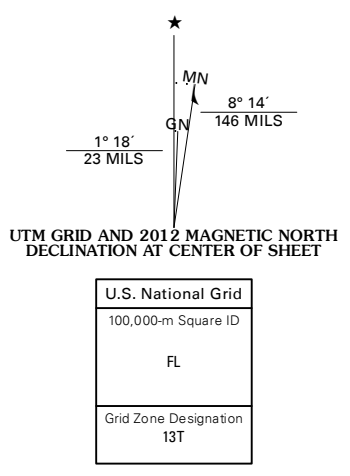 ★
MN
8° 14´
146 MILS
GN
1° 18´
23 MILS
UTM GRID AND 2012 MAGNETIC NORTH
DECLINATION AT CENTER OF SHEET
U.S. National Grid
100,000-m Square ID
FL
Grid Zone Designation
13T